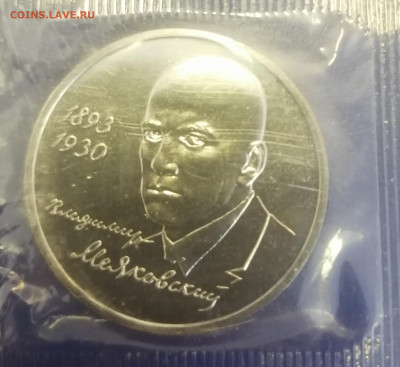 COINS.LAVE.RU
1893
1930
Владимир
Маяковский